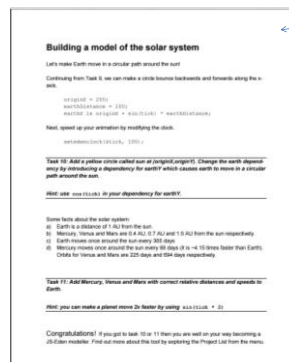 Building a model of the solar system
Let's make Earth move in a circular path around the sun!
Continuing from Task 9, we can make a circle bounce backwards and forwards along the x-
axis.
originX = 200;
earthDistance = 100;
earthX is originX + sin(tick) * earthDistance;
Next, speed up your animation by modifying the clock.
setedenclock(&tick, 100);
Task 10: Add a yellow circle called sun at (originX,originY). Change the earth depend-
ency by introducing a dependency for earthY which causes earth to move in a circular
path around the sun.
Hint: use cos(tick) in your dependency for earthY.
Some facts about the solar system:
a) Earth is a distance of 1 AU from the sun.
b) Mercury, Venus and Mars are 0.4 AU, 0.7 AU and 1.5 AU from the sun respectively.
c) Earth moves once around the sun every 365 days.
d) Mercury moves once around the sun every 88 days (it is ~4.15 times faster than Earth).
Orbits for Venus and Mars are 225 days and 694 days respectively.
Task 11: Add Mercury, Venus and Mars with correct relative distances and speeds to
Earth.
Hint: you can make a planet move 2x faster by using sin(tick * 2)
Congratulations! If you got to task 10 or 11 then you are well on your way becoming a
JS-Eden modeller. Find out more about this tool by exploring the Project List from the menu.